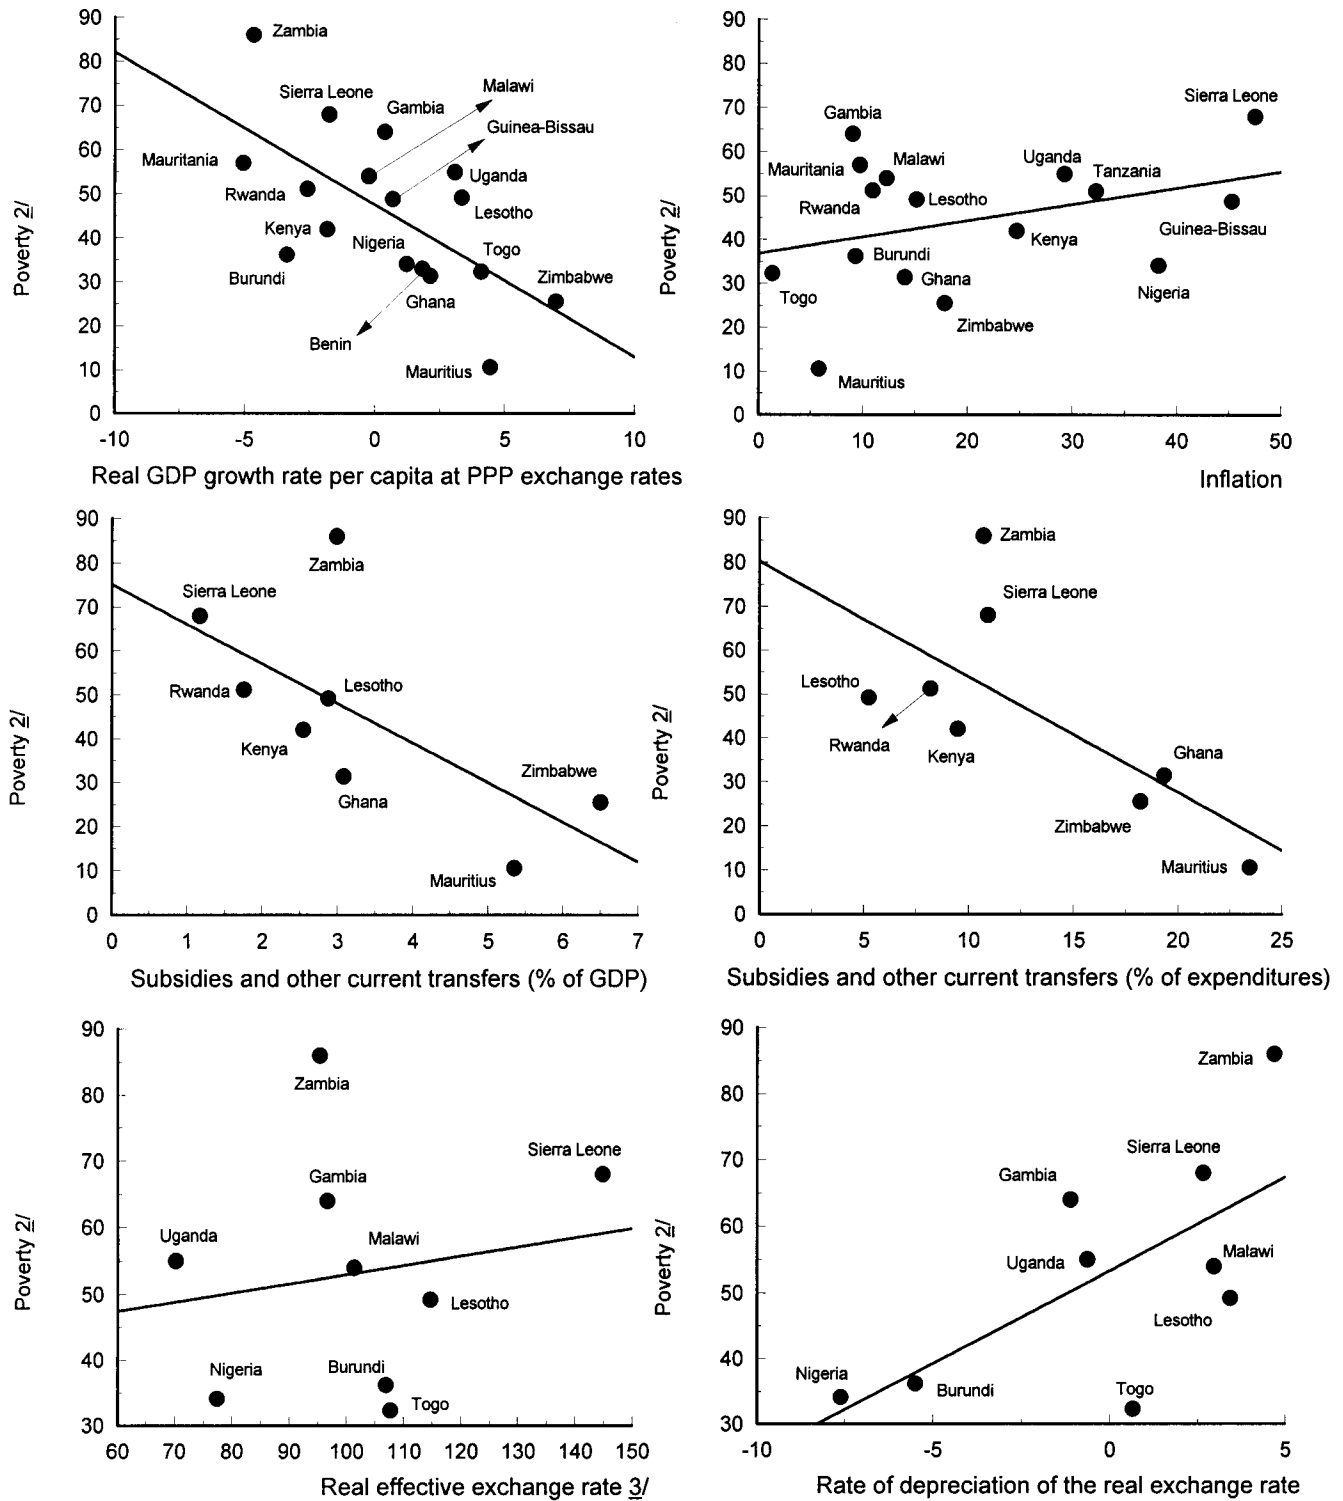 90
80
70
60
50
40
30
20
10
0
Poverty 2/
Zambia
Sierra Leone
Gambia
Malawi
Guinea-Bissau
Mauritania
Rwanda
Uganda
Lesotho
Kenya
Nigeria
Togo
Burundi
Zimbabwe
Ghana
Benin
Mauritius
-10 -5 0 5 10
Real GDP growth rate per capita at PPP exchange rates
90
80
70
60
50
40
30
20
10
0
Poverty 2/
Sierra Leone
Gambia
Mauritania
Malawi
Uganda
Tanzania
Rwanda
Lesotho
Guinea-Bissau
Kenya
Burundi
Togo
Ghana
Nigeria
Zimbabwe
Mauritius
0 10 20 30 40 50
Inflation
90
80
70
60
50
40
30
20
10
0
Poverty 2/
Zambia
Sierra Leone
Rwanda
Lesotho
Kenya
Ghana
Zimbabwe
Mauritius
0 1 2 3 4 5 6 7
Subsidies and other current transfers (% of GDP)
90
80
70
60
50
40
30
20
10
0
Poverty 2/
Zambia
Sierra Leone
Lesotho
Rwanda
Kenya
Ghana
Zimbabwe
Mauritius
0 5 10 15 20 25
Subsidies and other current transfers (% of expenditures)
90
80
70
60
50
40
30
Poverty 2/
Zambia
Sierra Leone
Gambia
Uganda
Malawi
Lesotho
Nigeria
Burundi
Togo
60 70 80 90 100 110 120 130 140 150
Real effective exchange rate 3/
90
80
70
60
50
40
30
Poverty 2/
Zambia
Sierra Leone
Gambia
Uganda
Malawi
Lesotho
Nigeria
Burundi
Togo
-10 -5 0 5
Rate of depreciation of the real exchange rate